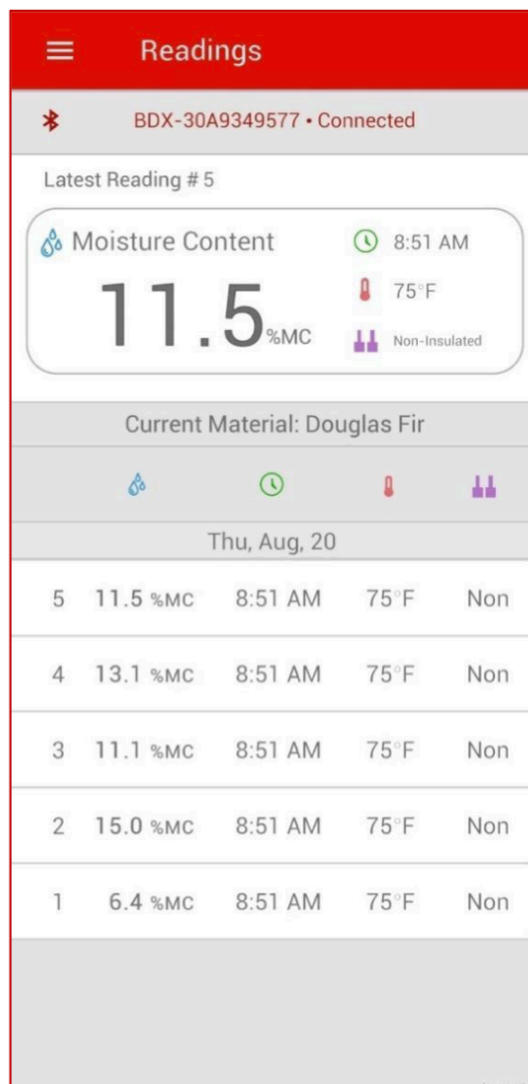 Readings
BDX-30A9349577 • Connected
Latest Reading # 5
Moisture Content
8:51 AM
11.5 %MC
75°F
Non-Insulated
Current Material: Douglas Fir
Thu, Aug, 20
5 11.5 %MC 8:51 AM 75°F Non
4 13.1 %MC 8:51 AM 75°F Non
3 11.1 %MC 8:51 AM 75°F Non
2 15.0 %MC 8:51 AM 75°F Non
1 6.4 %MC 8:51 AM 75°F Non